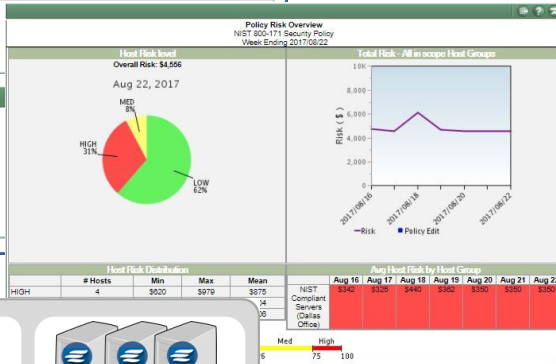 Policy Risk Overview
NIST 800-171 Security Policy
Week Ending 2017/08/22
Host Risk level
Overall Risk: $4,556
Aug 22, 2017
MED
8%
HIGH
31%
LOW
62%
Total Risk - All in scope Host Groups
10K
8,000
6,000
4,000
2,000
0
Risk ( $ )
2017/08/16
2017/08/18
2017/08/20
2017/08/22
Risk Policy Edit
Host Risk Distribution
# Hosts Min Max Mean
HIGH 4 $620 $979 $875
Avg Host Risk by Host Group
Aug 16 Aug 17 Aug 18 Aug 19 Aug 20 Aug 21 Aug 22
NIST Compliant Servers (Dallas Office) $342 $325 $440 $362 $350 $350 $350
Med High
75 100